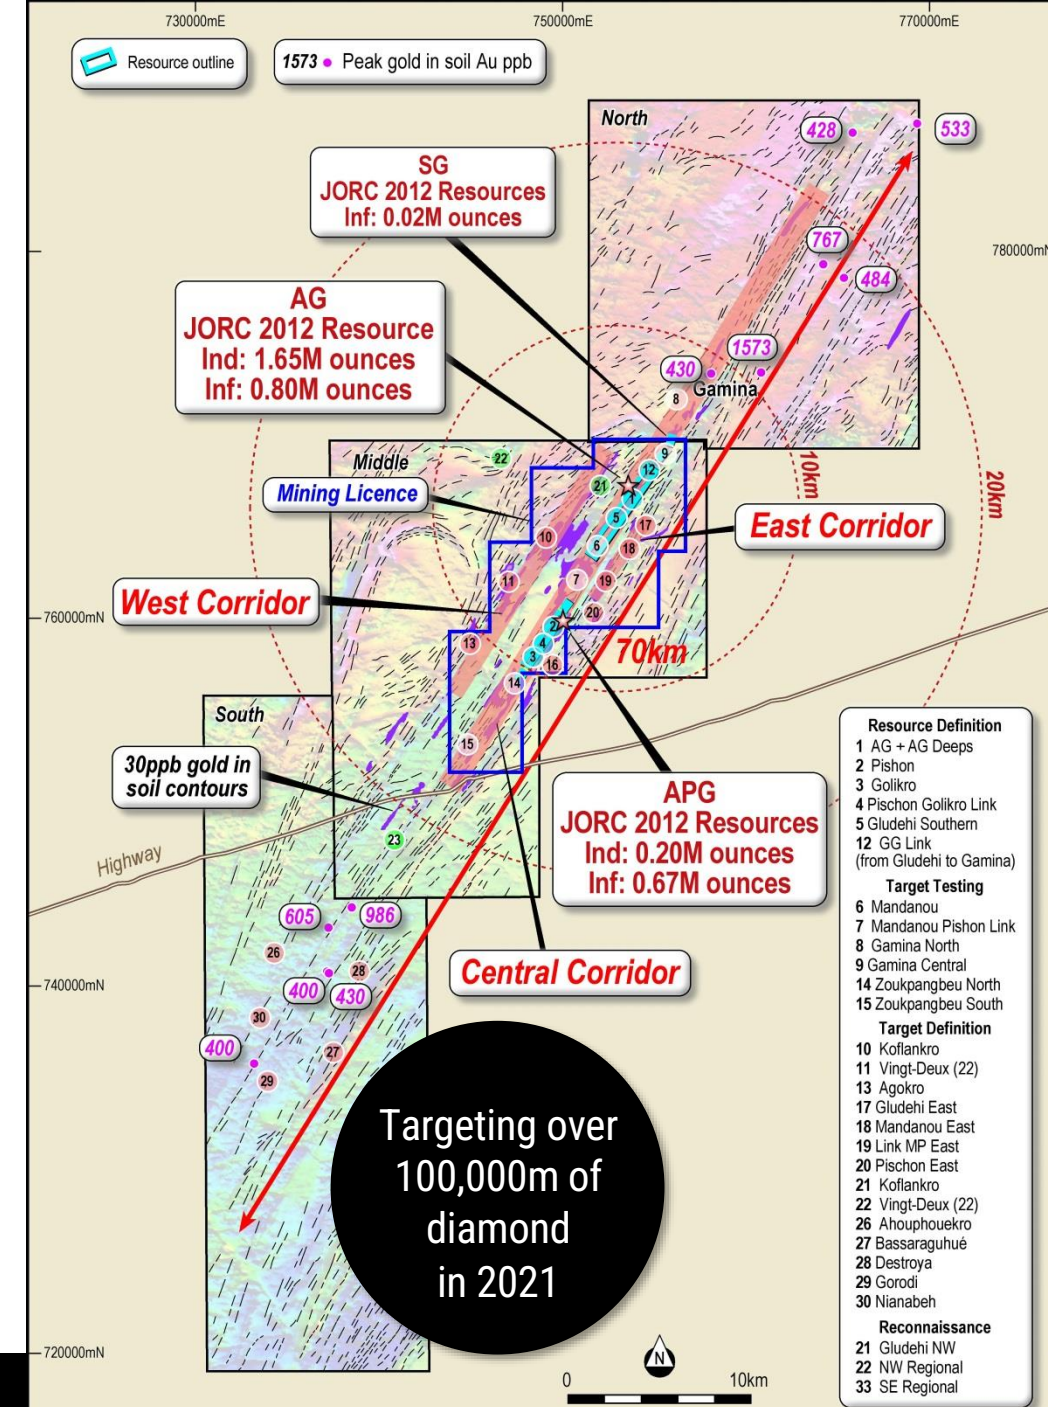 730000mE
750000mE
770000mE
Resource outline
1573 Peak gold in soil Au ppb
North
428
533
SG
JORC 2012 Resources
Inf: 0.02M ounces
767
780000mN
484
AG
JORC 2012 Resource
Ind: 1.65M ounces
Inf: 0.80M ounces
1573
430
Gamina
8
Middle
22
9
12
10km
20km
Mining Licence
21
1
5
17
East Corridor
10
6
18
11
7
19
West Corridor
20
760000mN
2
13
4
3
16
70km
14
South
15
30ppb gold in
soil contours
23
Highway
APG
JORC 2012 Resources
Ind: 0.20M ounces
Inf: 0.67M ounces
605
986
26
28
Central Corridor
740000mN
400
430
30
400
27
29
Targeting over
100,000m of
diamond
in 2021
720000mN
N
0
10km
Resource Definition
1 AG + AG Deeps
2 Pishon
3 Golikro
4 Pischon Golikro Link
5 Gludehi Southern
12 GG Link
(from Gludehi to Gamina)
Target Testing
6 Mandanou
7 Mandanou Pishon Link
8 Gamina North
9 Gamina Central
14 Zoukpangbeu North
15 Zoukpangbeu South
Target Definition
10 Koflankro
11 Vingt-Deux (22)
13 Agokro
17 Gludehi East
18 Mandanou East
19 Link MP East
20 Pischon East
21 Koflankro
22 Vingt-Deux (22)
26 Ahouphouekro
27 Bassaraguhué
28 Destroya
29 Gorodi
30 Nianabeh
Reconnaissance
21 Gludehi NW
22 NW Regional
33 SE Regional